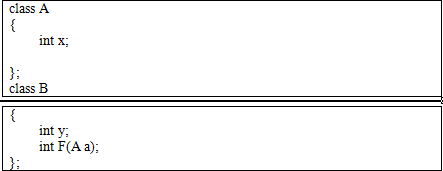 class A
{
int x;
};
class B
{
int y;
int F(A a);
};